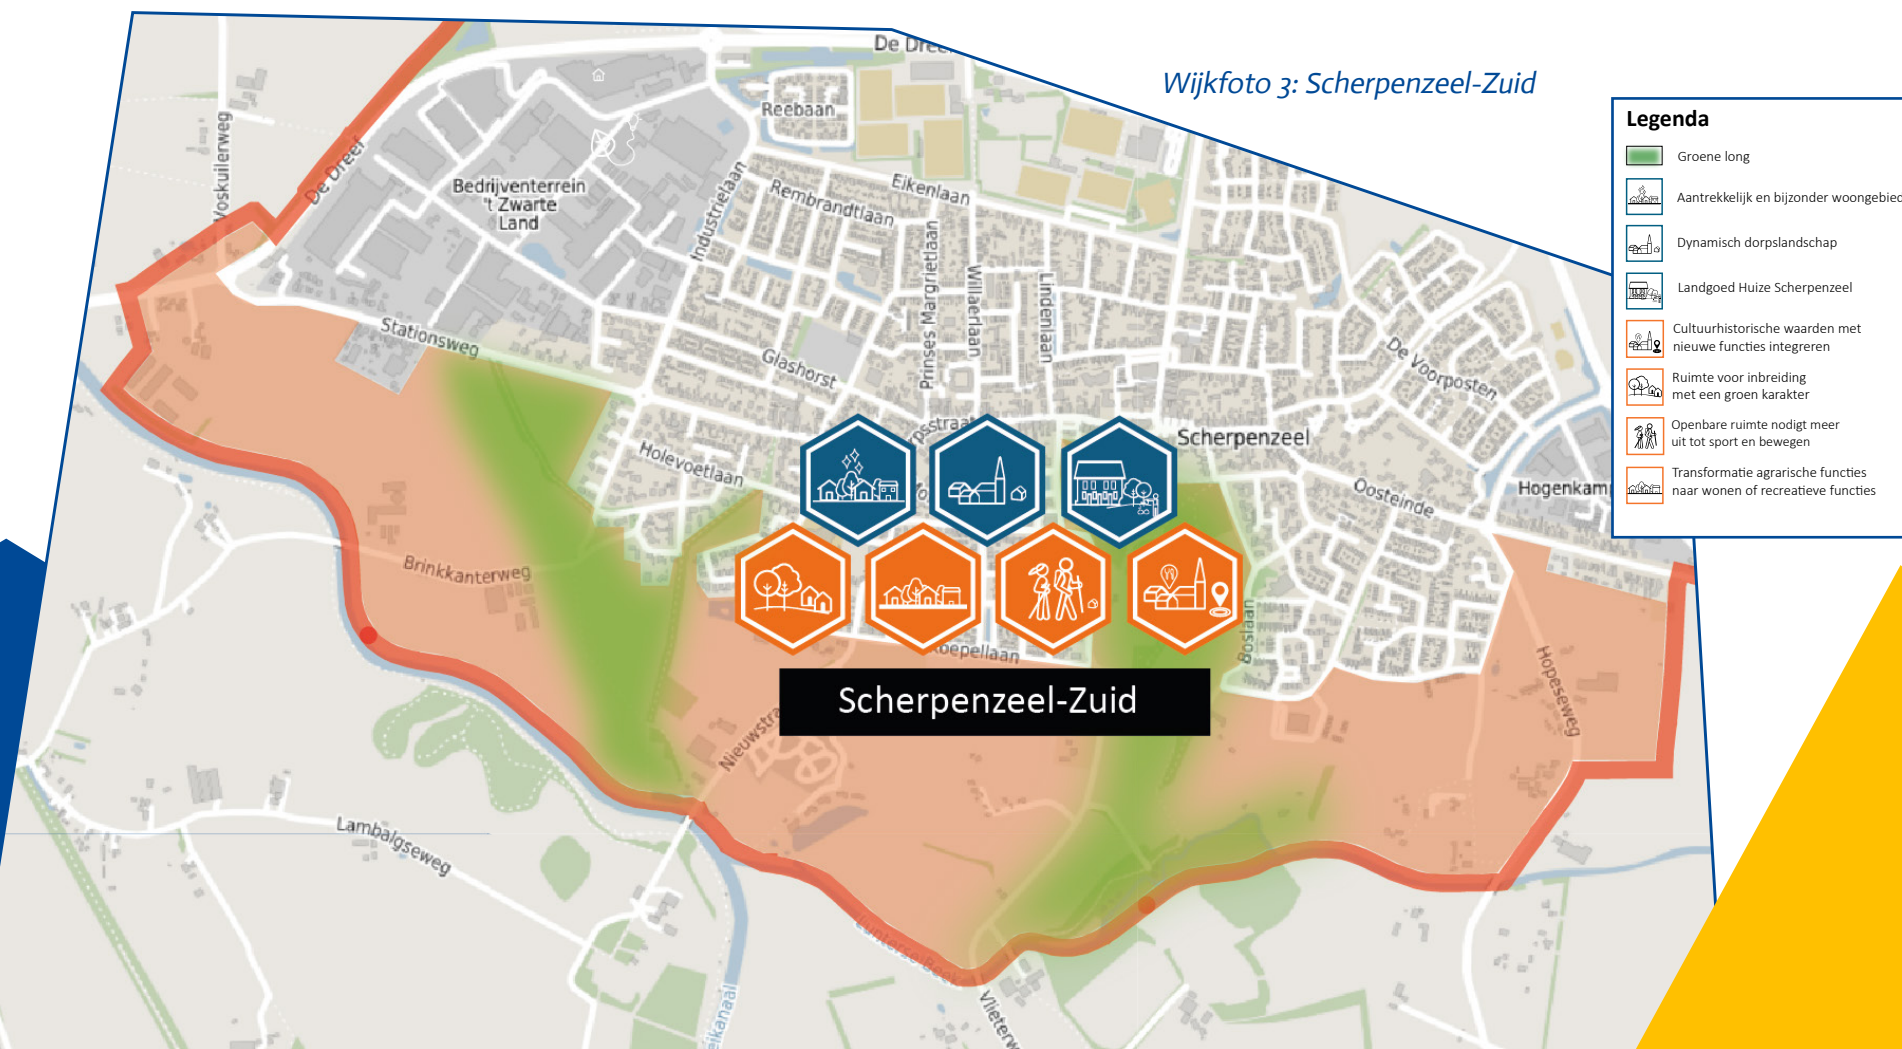 Wijkfoto 3: Scherpenzeel-Zuid
Legenda
Groene long
Aantrekkelijk en bijzonder woongebied
Dynamisch dorpslandschap
Landgoed Huize Scherpenzeel
Cultuurhistorische waarden met
nieuwe functies integreren
Ruimte voor inbreiding
met een groen karakter
Openbare ruimte nodigt meer
uit tot sport en bewegen
Transformatie agrarische functies
naar wonen of recreatieve functies
De Dreef
Reebaan
Voskuilerweg
De Dreef
Bedrijventerrein
't Zwarte
Land
Industrielaan
Rembrandtlaan
Eikenlaan
Prinses Margrietlaan
Willaerlaan
Lindenlaan
Stationsweg
Glashorst
De Voorposten
Scherpenzeel
Holevoetlaan
Oosteinde
Hogenkamp
Brinkkanterweg
Boslaan
Hopeseweg
Scherpenzeel-Zuid
Lambalgseweg
Lunterse Beek